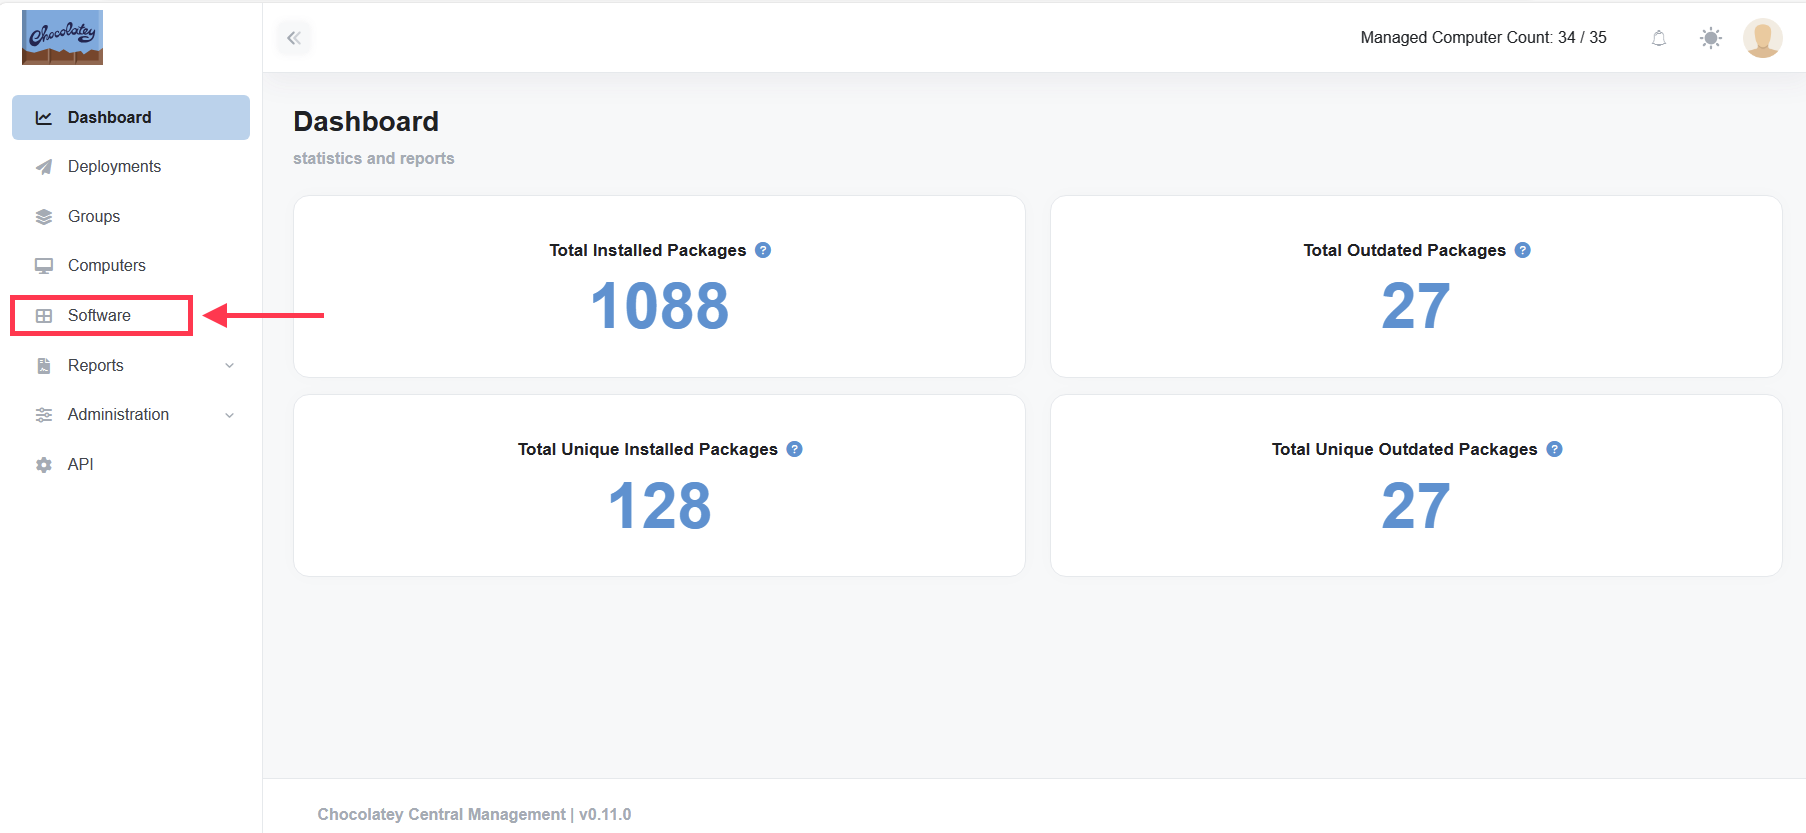 Chocolatey
Managed Computer Count: 34 / 35
Dashboard
Deployments
Groups
Computers
Software
Reports
Administration
API
Dashboard
statistics and reports
Total Installed Packages ?
1088
Total Outdated Packages ?
27
Total Unique Installed Packages ?
128
Total Unique Outdated Packages ?
27
Chocolatey Central Management | v0.11.0